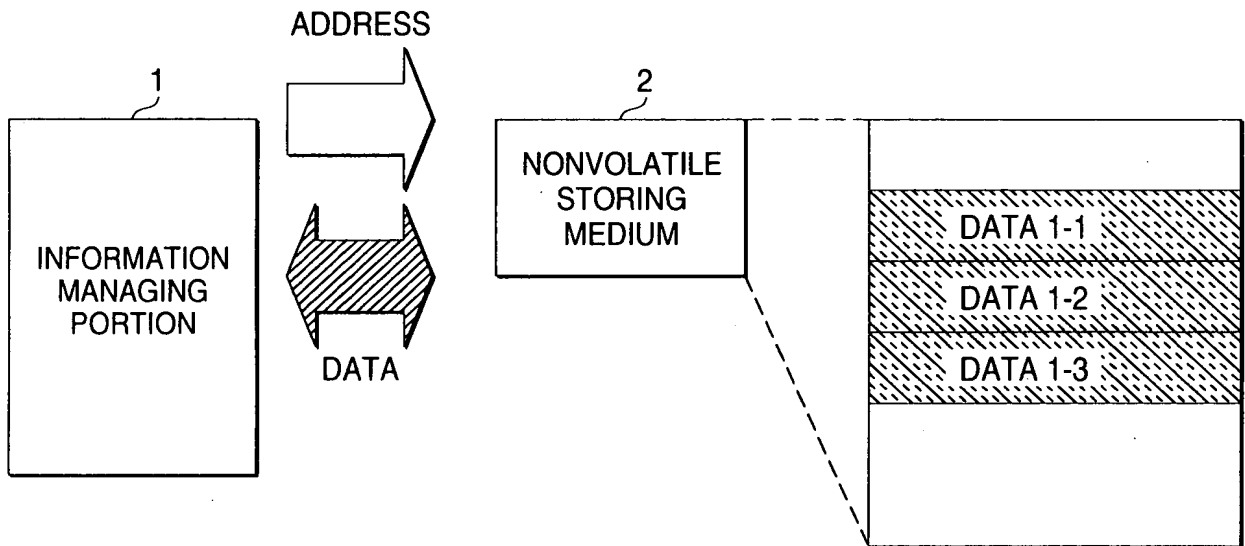 ADDRESS
1
2
INFORMATION
MANAGING
PORTION
DATA
NONVOLATILE
STORING
MEDIUM
DATA 1-1
DATA 1-2
DATA 1-3